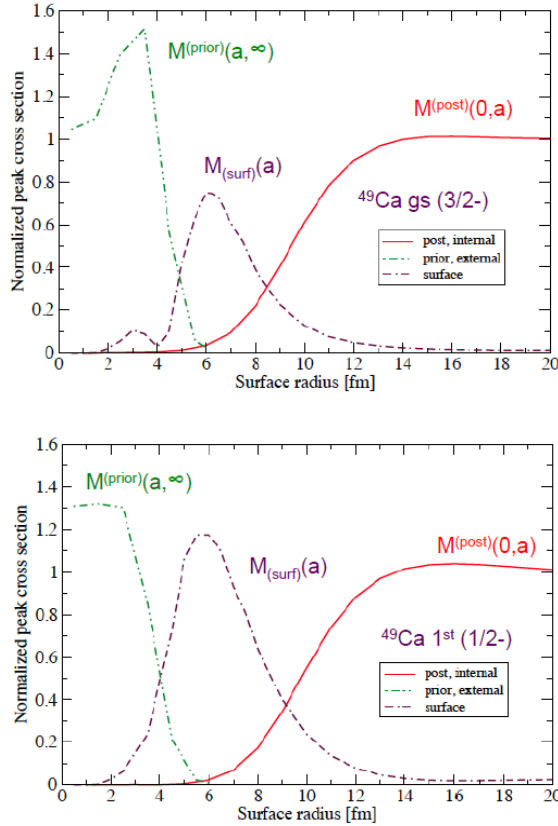 1.6
M(prior)(a,∞)
1.4
M(post)(0,a)
1.2
1
M(surf)(a)
0.8
49Ca gs (3/2-)
0.6
post, internal
prior, external
surface
0.4
0.2
0
0 2 4 6 8 10 12 14 16 18 20
Surface radius [fm]
Normalized peak cross section
1.6
1.4
M(prior)(a,∞)
1.2
M(post)(0,a)
M(surf)(a)
1
0.8
49Ca 1st (1/2-)
0.6
post, internal
prior, external
surface
0.4
0.2
0
0 2 4 6 8 10 12 14 16 18 20
Surface radius [fm]
Normalized peak cross section